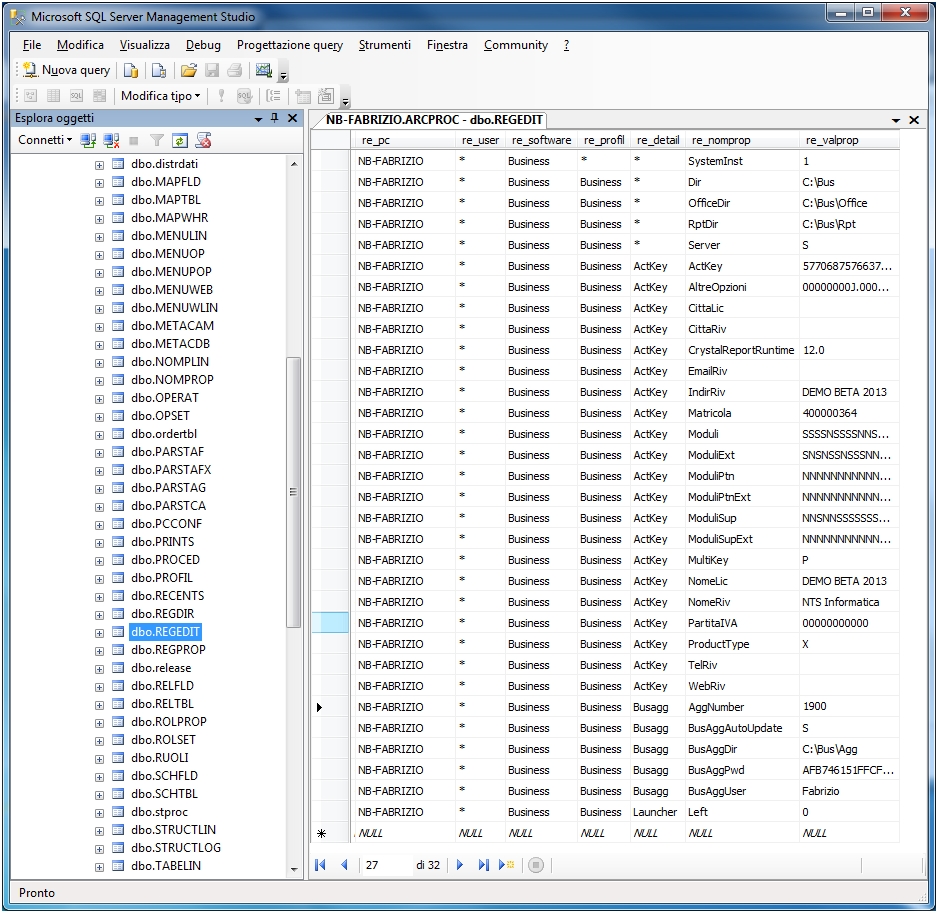 Microsoft SQL Server Management Studio
File Modifica Visualizza Debug Progettazione query Strumenti Finestra Community ?
Nuova query
Modifica tipo
Esplora oggetti
Connetti
dbo.distrdati
dbo.MAPFLD
dbo.MAPTBL
dbo.MAPWHR
dbo.MENULIN
dbo.MENUOP
dbo.MENUPOP
dbo.MENUWEB
dbo.MENUWLIN
dbo.METACAM
dbo.METACDB
dbo.NOMPLIN
dbo.NOMPROP
dbo.OPERAT
dbo.OPSET
dbo.ordertbl
dbo.PARSTAF
dbo.PARSTAFX
dbo.PARSTAG
dbo.PARSTCA
dbo.PCCONF
dbo.PRINTS
dbo.PROCED
dbo.PROFIL
dbo.RECENTS
dbo.REGDIR
dbo.REGEDIT
dbo.REGPROP
dbo.release
dbo.RELFLD
dbo.RELTBL
dbo.ROLPROP
dbo.ROLSET
dbo.RUOLI
dbo.SCHFLD
dbo.SCHTBL
dbo.stproc
dbo.STRUCTLIN
dbo.STRUCTLOG
dbo.TABELIN
NB-FABRIZIO.ARCPROC - dbo.REGEDIT
re_pc re_user re_software re_profil re_detail re_nomprop re_valprop
NB-FABRIZIO * Business * * SystemInst 1
NB-FABRIZIO * Business Business * Dir C:\Bus
NB-FABRIZIO * Business Business * OfficeDir C:\Bus\Office
NB-FABRIZIO * Business Business * RptDir C:\Bus\Rpt
NB-FABRIZIO * Business Business * Server S
NB-FABRIZIO * Business Business ActKey ActKey 5770687576637...
NB-FABRIZIO * Business Business ActKey AltreOpzioni 00000000J.000...
NB-FABRIZIO * Business Business ActKey CittaLic
NB-FABRIZIO * Business Business ActKey CittaRiv
NB-FABRIZIO * Business Business ActKey CrystalReportRuntime 12.0
NB-FABRIZIO * Business Business ActKey EmailRiv
NB-FABRIZIO * Business Business ActKey IndirRiv DEMO BETA 2013
NB-FABRIZIO * Business Business ActKey Matricola 400000364
NB-FABRIZIO * Business Business ActKey Moduli SSSSNSSSSNNS...
NB-FABRIZIO * Business Business ActKey ModuliExt SNSNSSNSSSNN...
NB-FABRIZIO * Business Business ActKey ModuliPtn NNNNNNNNNNN...
NB-FABRIZIO * Business Business ActKey ModuliPtnExt NNNNNNNNNNN...
NB-FABRIZIO * Business Business ActKey ModuliSup NNSNNSSSSSSS...
NB-FABRIZIO * Business Business ActKey ModuliSupExt NNNNNNNNNNN...
NB-FABRIZIO * Business Business ActKey MultiKey P
NB-FABRIZIO * Business Business ActKey NomeLic DEMO BETA 2013
NB-FABRIZIO * Business Business ActKey NomeRiv NTS Informatica
NB-FABRIZIO * Business Business ActKey PartitaIVA 00000000000
NB-FABRIZIO * Business Business ActKey ProductType X
NB-FABRIZIO * Business Business ActKey TelRiv
NB-FABRIZIO * Business Business ActKey WebRiv
NB-FABRIZIO * Business Business Busagg AggNumber 1900
NB-FABRIZIO * Business Business Busagg BusAggAutoUpdate S
NB-FABRIZIO * Business Business Busagg BusAggDir C:\Bus\Agg
NB-FABRIZIO * Business Business Busagg BusAggPwd AFB746151FFCF...
NB-FABRIZIO * Business Business Busagg BusAggUser Fabrizio
NB-FABRIZIO * Business Business Launcher Left 0
NULL NULL NULL NULL NULL NULL NULL
27 di 32
Pronto